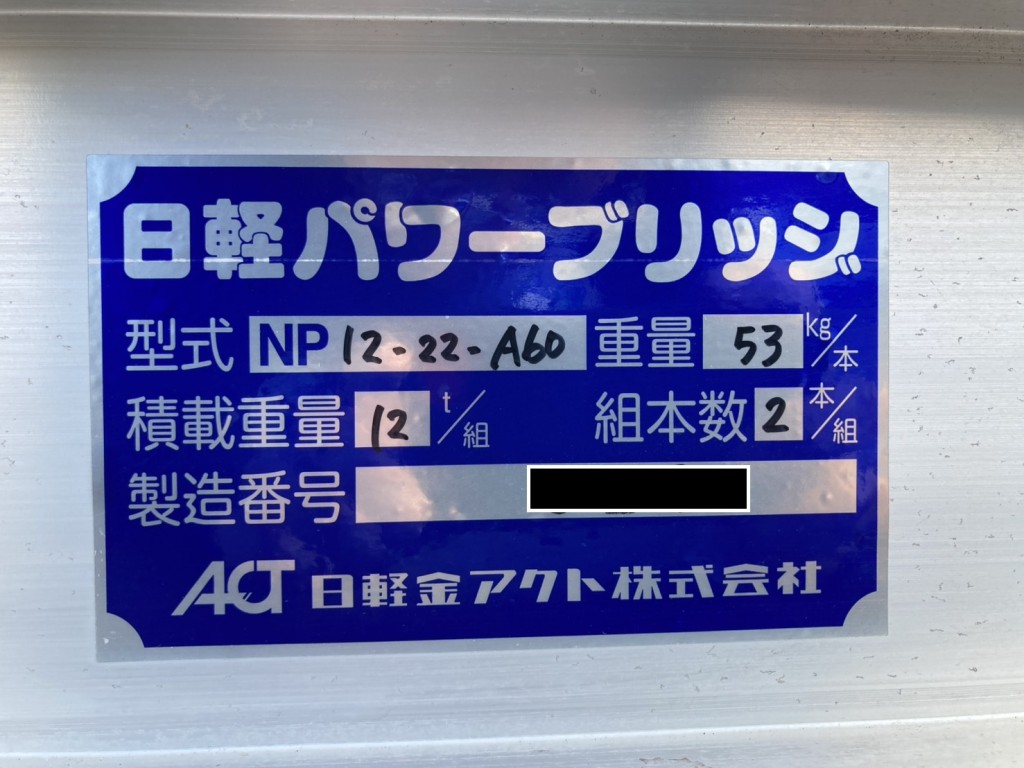 日軽パワーブリッジ
型式 NP 12-22-A60 重量 53 kg/本
積載重量 12 t/組 組本数 2 本/組
製造番号
ACT 日軽金アクト株式会社